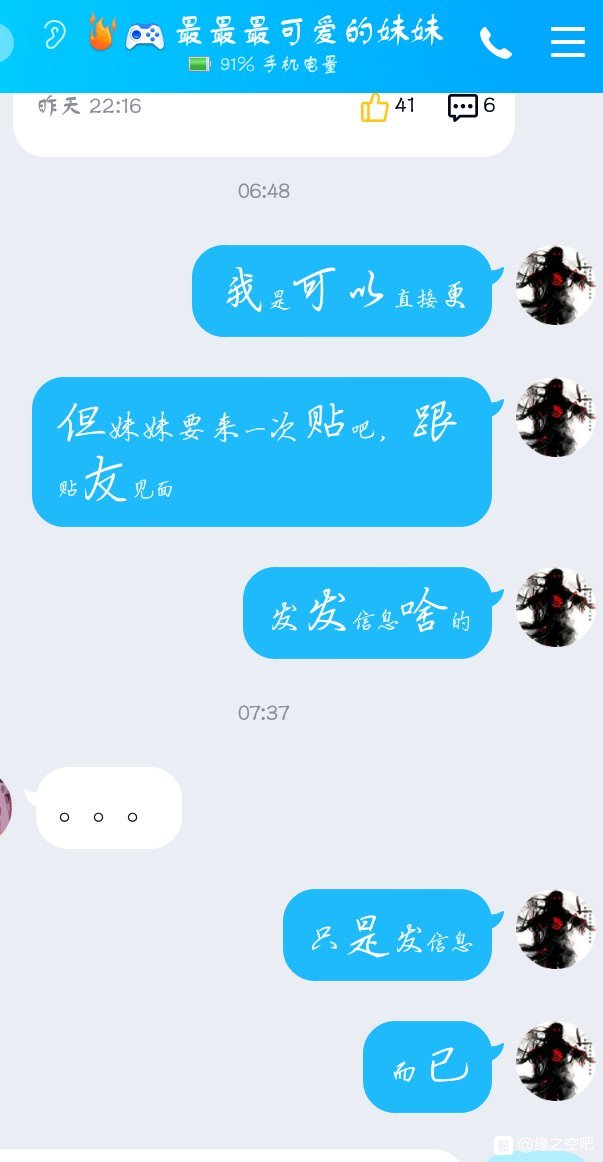 最最最可爱的妹妹
91% 手机电量
昨天 22:16
41
6
06:48
我是可以直接更
但妹妹要来一次贴吧，跟
贴友见面
发发信息啥的
07:37
。。。
只是发信息
而已
贴 @缘之空吧